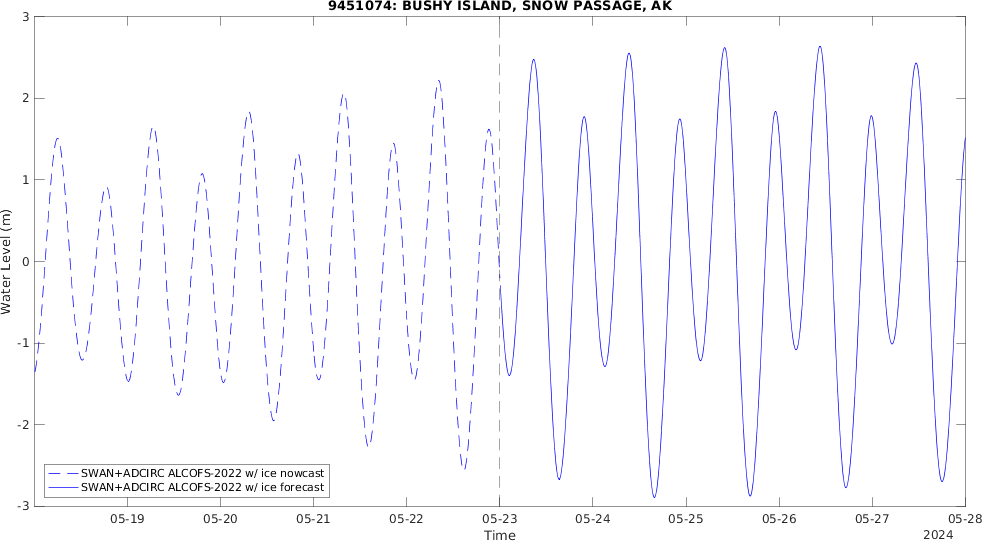 9451074: BUSHY ISLAND, SNOW PASSAGE, AK
3
2
1
0
-1
-2
-3
Water Level (m)
SWAN+ADCIRC ALCOFS-2022 w/ ice nowcast
SWAN+ADCIRC ALCOFS-2022 w/ ice forecast
05-19 05-20 05-21 05-22 05-23 05-24 05-25 05-26 05-27 05-28
Time
2024